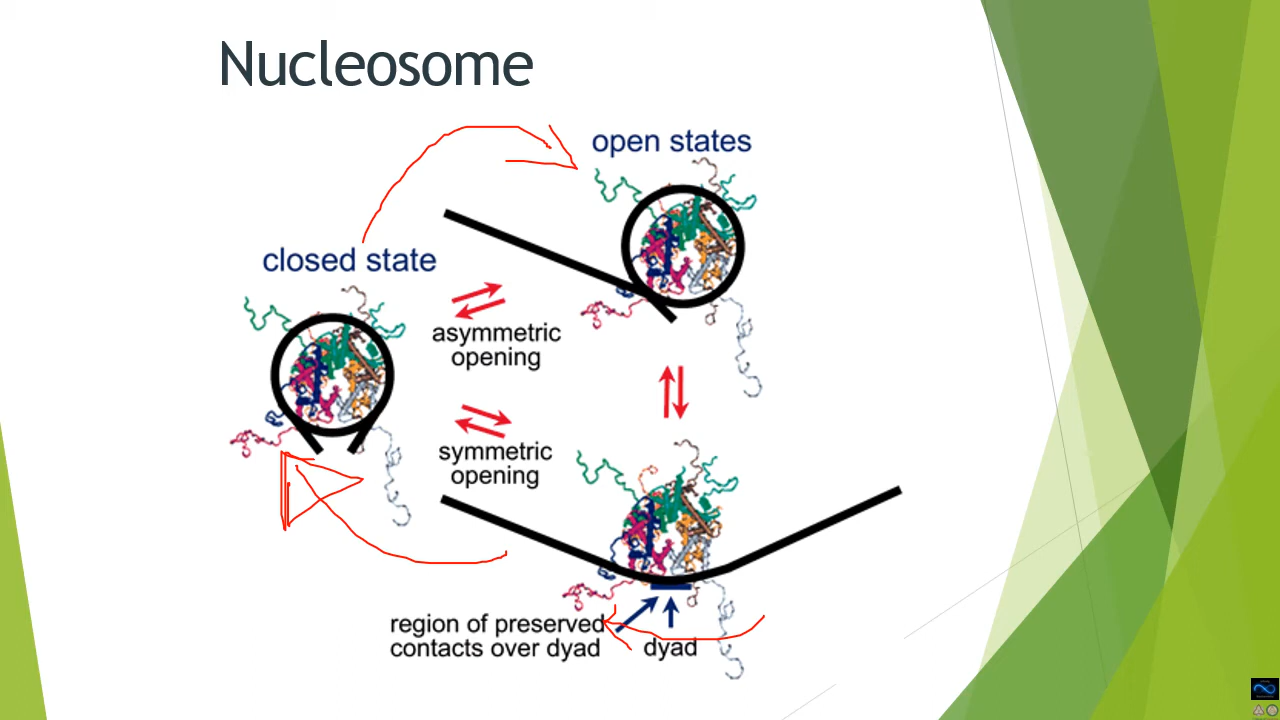 Nucleosome
open states
closed state
asymmetric
opening
symmetric
opening
region of preserved
contacts over dyad
dyad